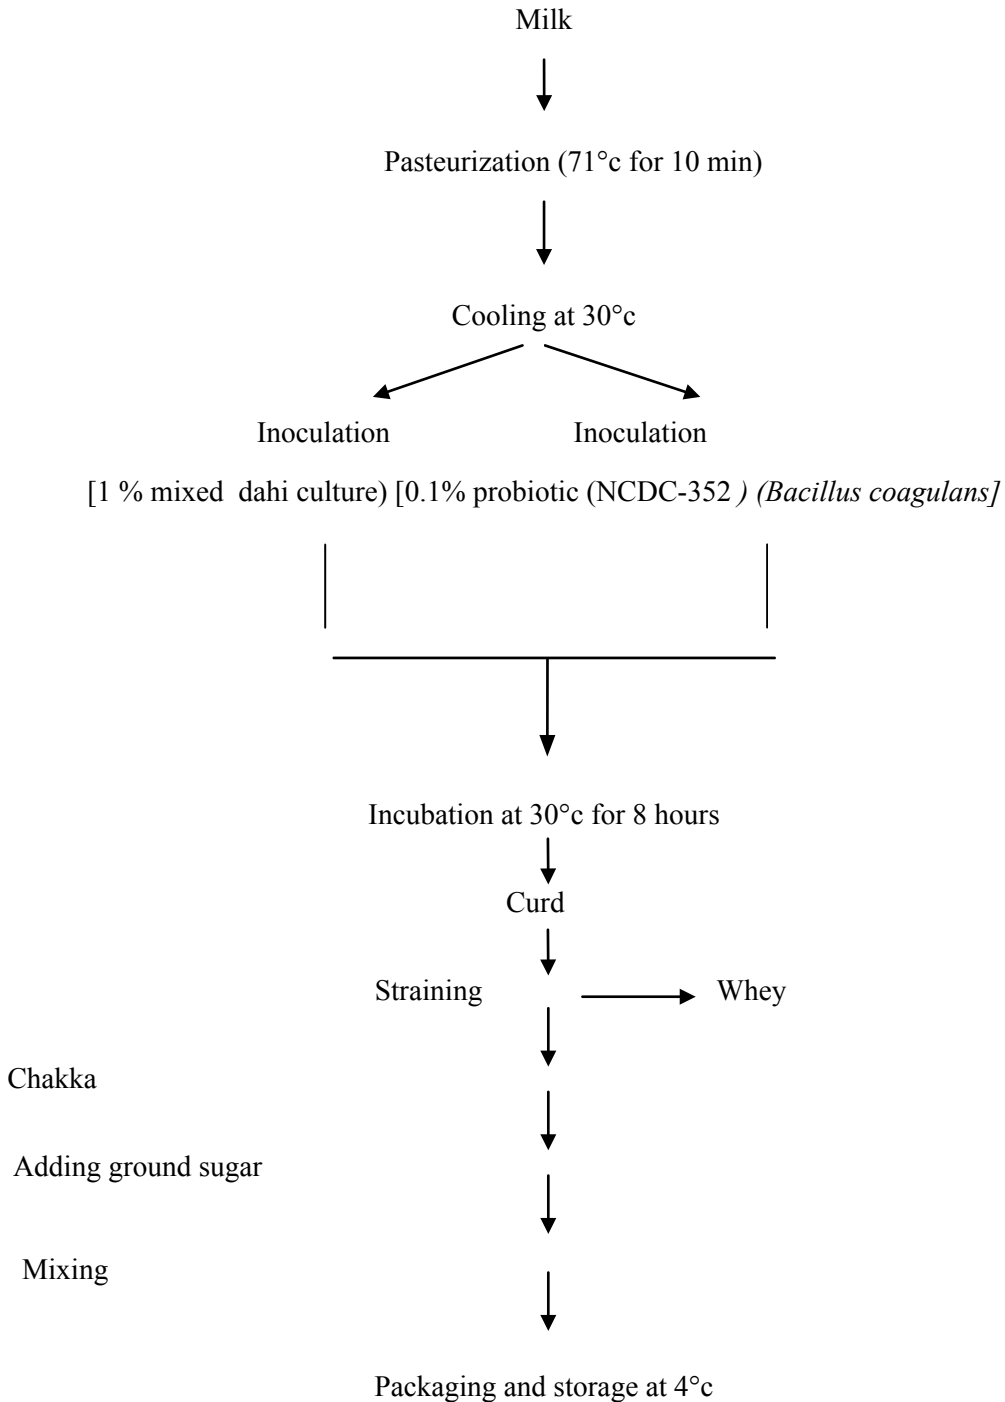 Milk
Pasteurization (71°c for 10 min)
Cooling at 30°c
Inoculation Inoculation
[1 % mixed dahi culture) [0.1% probiotic (NCDC-352 ) (Bacillus coagulans]
Incubation at 30°c for 8 hours
Curd
Straining Whey
Chakka
Adding ground sugar
Mixing
Packaging and storage at 4°c